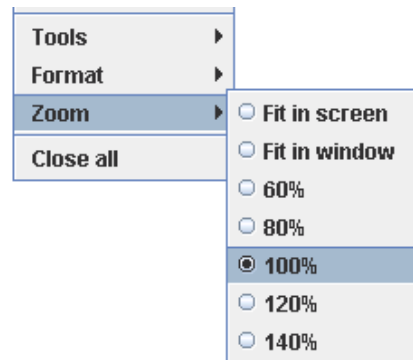 Tools
Format
Zoom
Close all
Fit in screen
Fit in window
60%
80%
100%
120%
140%